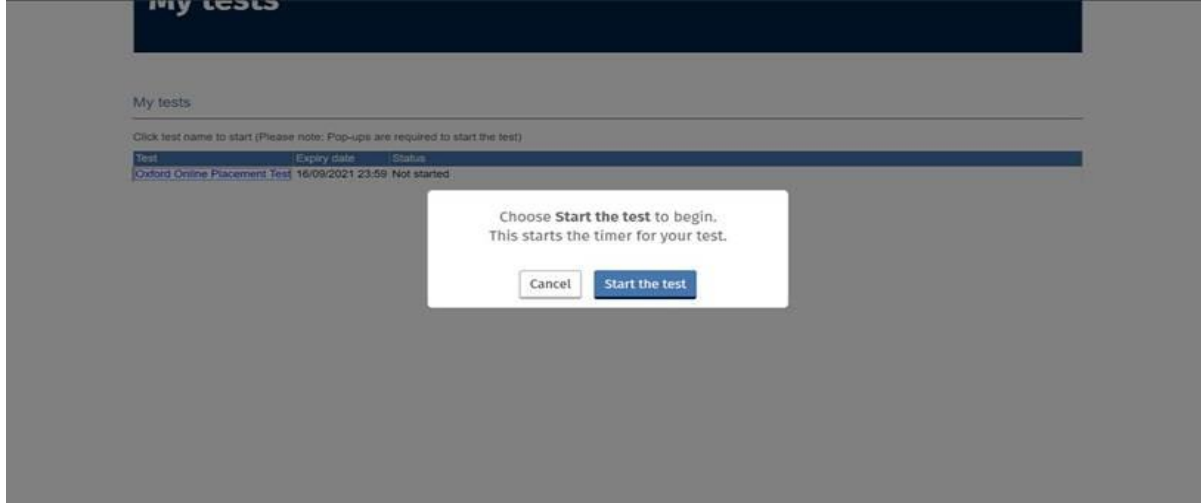 My tests
My tests
Click test name to start (Please note: Pop-ups are required to start the test)
Test Expiry date Status
Oxford Online Placement Test 16/09/2021 23:59 Not started
Choose Start the test to begin.
This starts the timer for your test.
Cancel Start the test